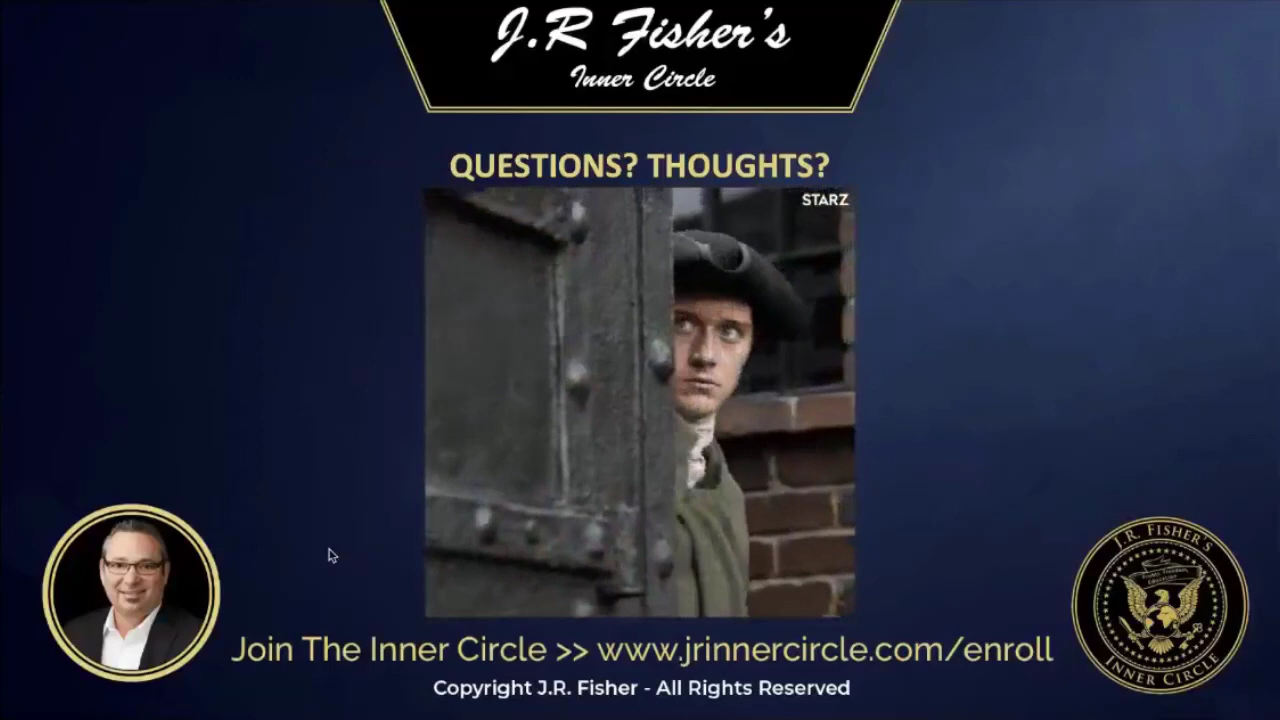 J.R Fisher's
Inner Circle
QUESTIONS? THOUGHTS?
STARZ
J.R. FISHER'S
INNER CIRCLE
Join The Inner Circle >> www.jrinnercircle.com/enroll
Copyright J.R. Fisher - All Rights Reserved